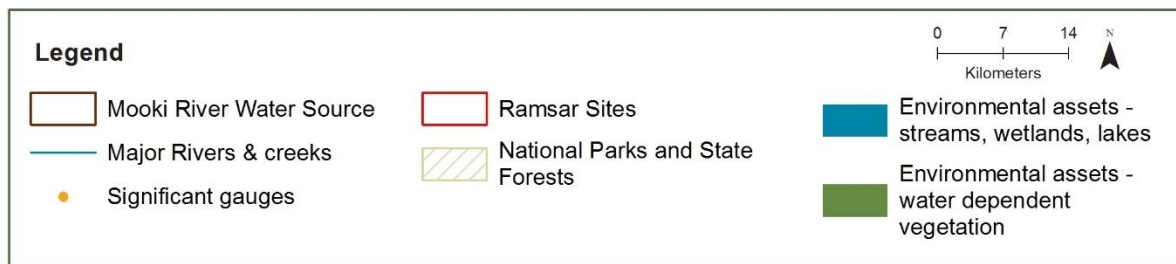 Legend
Mooki River Water Source
Major Rivers & creeks
Significant gauges
Ramsar Sites
National Parks and State
Forests
0 7 14
Kilometers
N
Environmental assets -
streams, wetlands, lakes
Environmental assets -
water dependent
vegetation